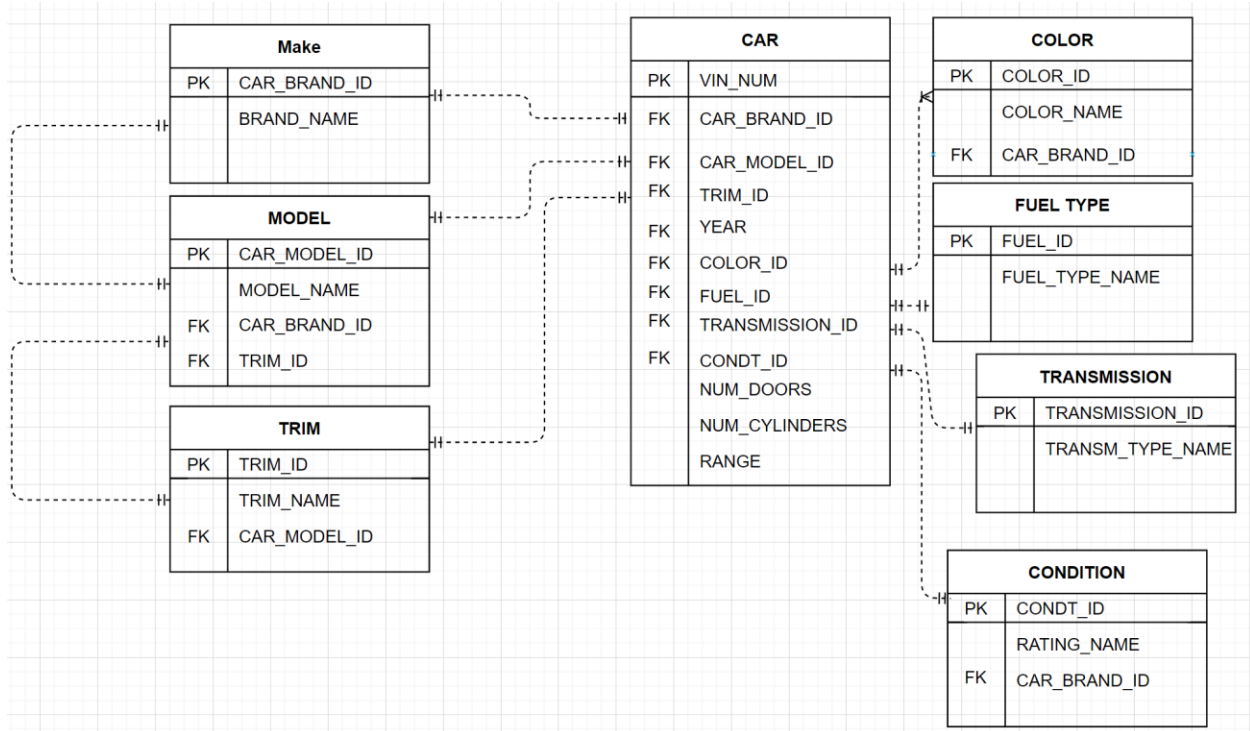 Make
PK CAR_BRAND_ID
BRAND_NAME
MODEL
PK CAR_MODEL_ID
MODEL_NAME
FK CAR_BRAND_ID
FK TRIM_ID
TRIM
PK TRIM_ID
TRIM_NAME
FK CAR_MODEL_ID
CAR
PK VIN_NUM
FK CAR_BRAND_ID
FK CAR_MODEL_ID
FK TRIM_ID
FK YEAR
FK COLOR_ID
FK FUEL_ID
FK TRANSMISSION_ID
FK CONDT_ID
NUM_DOORS
NUM_CYLINDERS
RANGE
COLOR
PK COLOR_ID
COLOR_NAME
FK CAR_BRAND_ID
FUEL TYPE
PK FUEL_ID
FUEL_TYPE_NAME
TRANSMISSION
PK TRANSMISSION_ID
TRANSM_TYPE_NAME
CONDITION
PK CONDT_ID
RATING_NAME
FK CAR_BRAND_ID